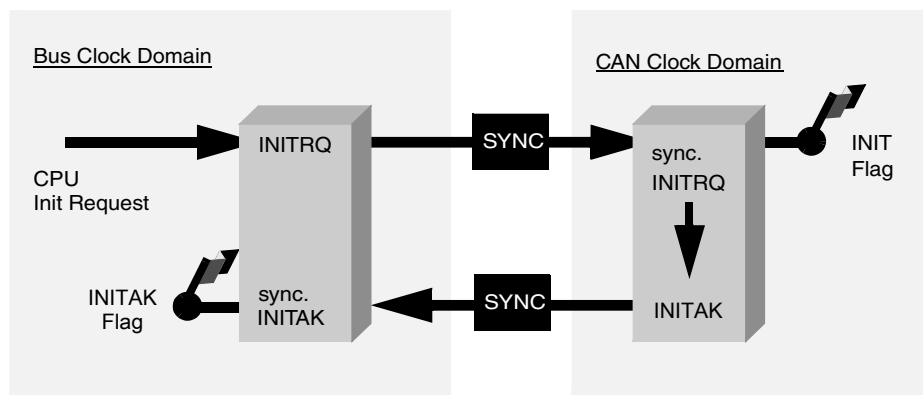 Bus Clock Domain
CAN Clock Domain
INITRQ
SYNC
sync.
INITRQ
INIT
Flag
CPU
Init Request
INITAK
Flag
sync.
INITAK
SYNC
INITAK